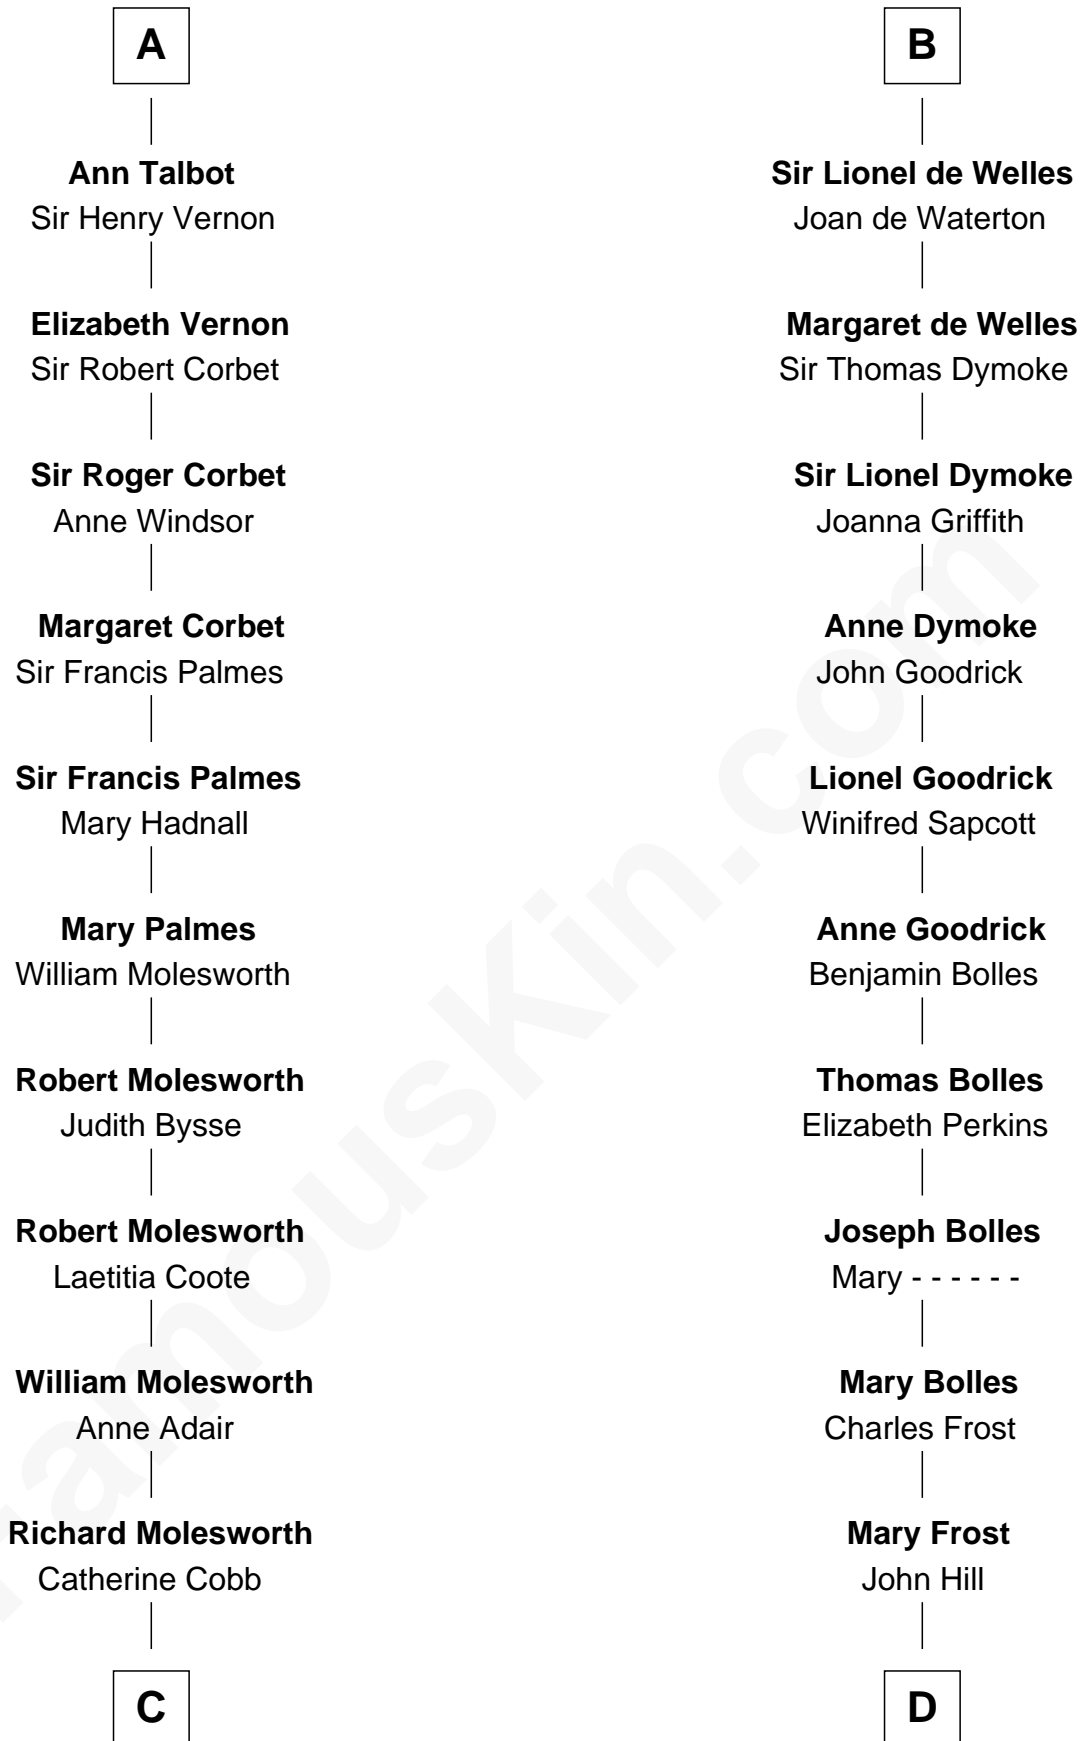 A
Ann Talbot
Sir Henry Vernon
Elizabeth Vernon
Sir Robert Corbet
Sir Roger Corbet
Anne Windsor
Margaret Corbet
Sir Francis Palmes
Sir Francis Palmes
Mary Hadnall
Mary Palmes
William Molesworth
Robert Molesworth
Judith Bysse
Robert Molesworth
Laetitia Coote
William Molesworth
Anne Adair
Richard Molesworth
Catherine Cobb
C
B
Sir Lionel de Welles
Joan de Waterton
Margaret de Welles
Sir Thomas Dymoke
Sir Lionel Dymoke
Joanna Griffith
Anne Dymoke
John Goodrick
Lionel Goodrick
Winifred Sapcott
Anne Goodrick
Benjamin Bolles
Thomas Bolles
Elizabeth Perkins
Joseph Bolles
Mary - - - - - -
Mary Bolles
Charles Frost
Mary Frost
John Hill
D
FamousKin.com